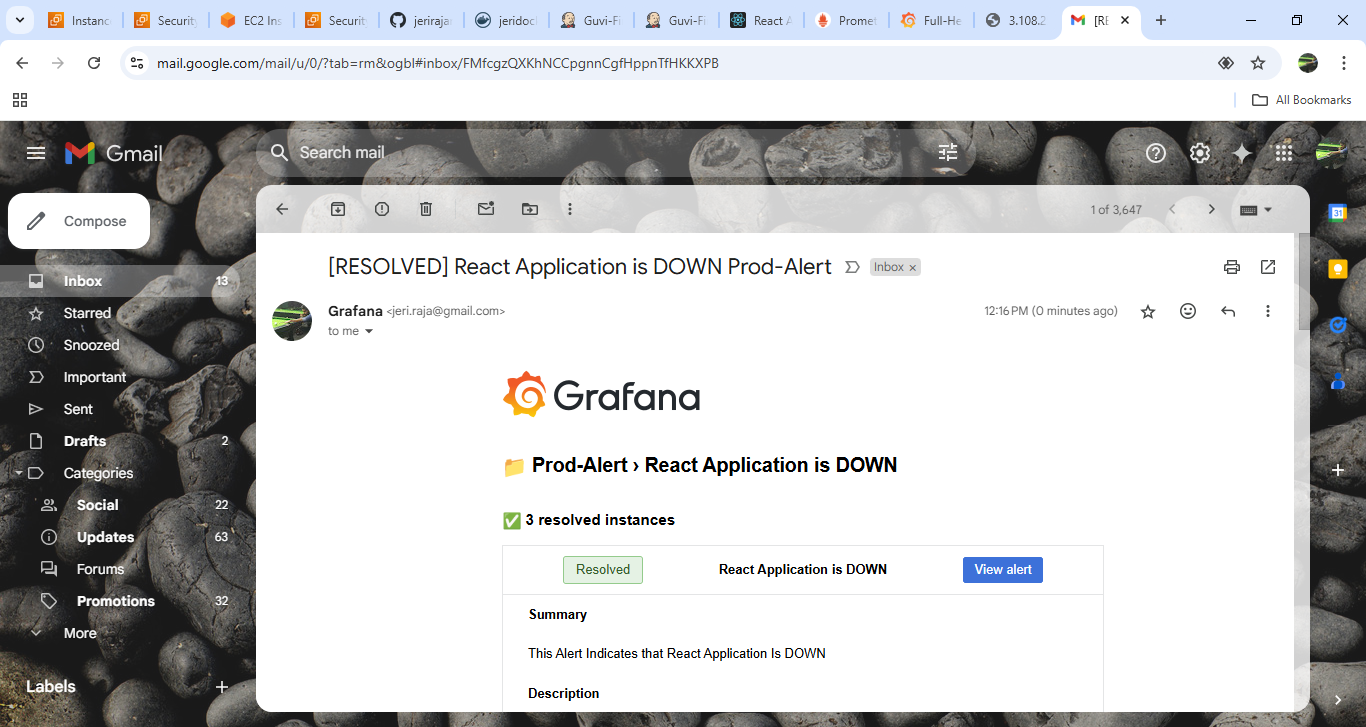 Instanc
Security
EC2 Ins
Security
jerirajan
jeridoc
Guvi-Fi
Guvi-Fi
React A
Promet
Full-He
3.108.2
[RE
mail.google.com/mail/u/0/?tab=rm&ogbl#inbox/FMfcgzQXKhNCCpgnnCgfHppnTfHKKXPB
All Bookmarks
Gmail
Search mail
Compose
1 of 3,647
Inbox 13
Starred
Snoozed
Important
Sent
Drafts 2
Categories
Social 22
Updates 63
Forums
Promotions 32
More
Labels
[RESOLVED] React Application is DOWN Prod-Alert
Inbox ×
Grafana <jeri.raja@gmail.com>
12:16 PM (0 minutes ago)
to me
Grafana
Prod-Alert › React Application is DOWN
3 resolved instances
Resolved
React Application is DOWN
View alert
Summary
This Alert Indicates that React Application Is DOWN
Description
31